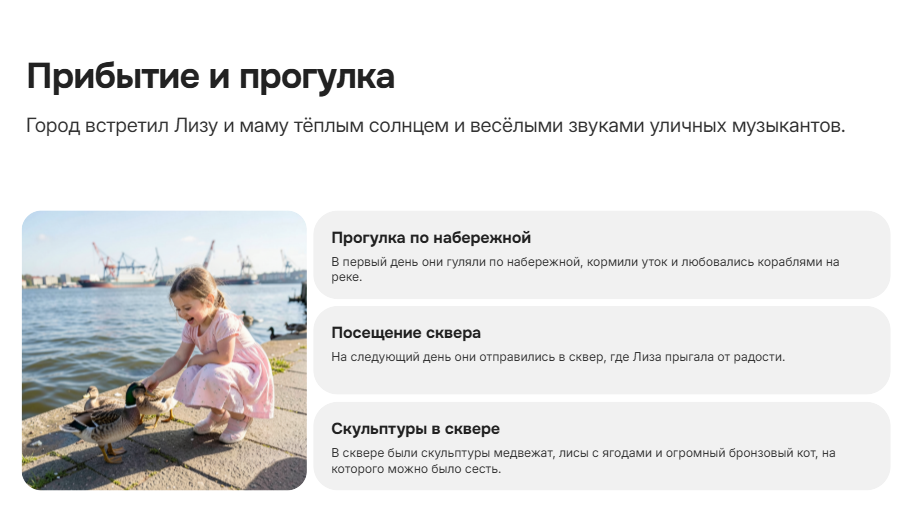 Прибытие и прогулка
Город встретил Лизу и маму тёплым солнцем и весёлыми звуками уличных музыкантов.
Прогулка по набережной
В первый день они гуляли по набережной, кормили уток и любовались кораблями на
реке.
Посещение сквера
На следующий день они отправились в сквер, где Лиза прыгала от радости.
Скульптуры в сквере
В сквере были скульптуры медвежат, лисы с ягодами и огромный бронзовый кот, на
которого можно было сесть.